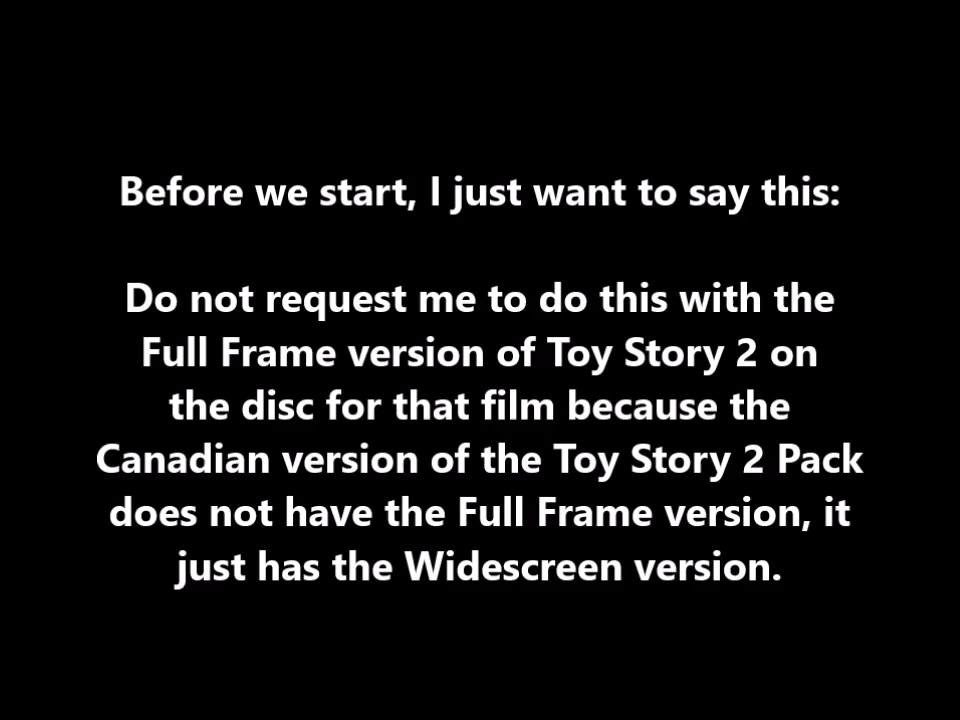 Before we start, I just want to say this:
Do not request me to do this with the
Full Frame version of Toy Story 2 on
the disc for that film because the
Canadian version of the Toy Story 2 Pack
does not have the Full Frame version, it
just has the Widescreen version.